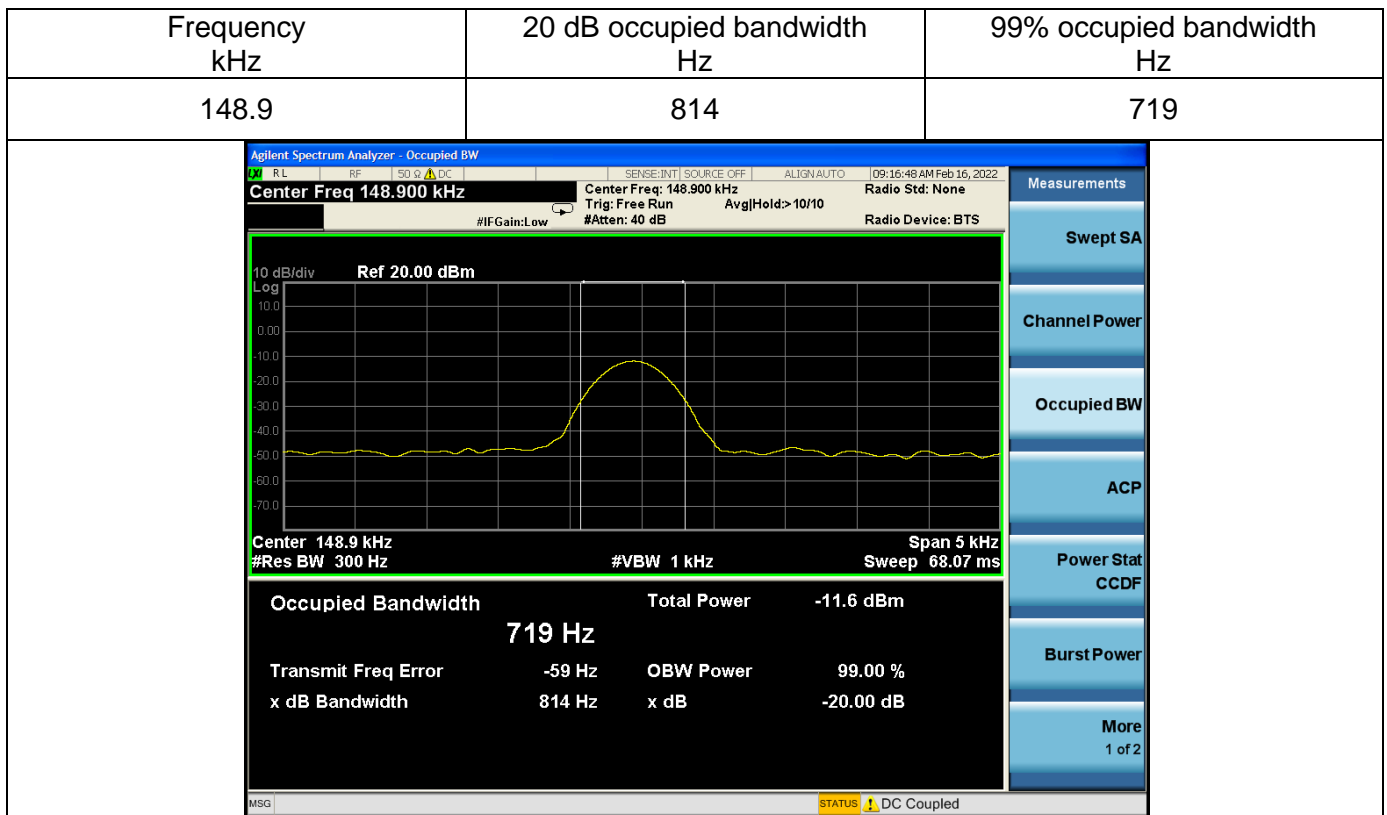 Frequency 20 dB occupied bandwidth 99% occupied bandwidth
kHz Hz Hz
148.9 814 719
Agilent Spectrum Analyzer - Occupied BW
LXI RL RF 50 Ω ! DC SENSE:INT SOURCE OFF ALIGN AUTO 09:16:48 AM Feb 16, 2022
Center Freq 148.900 kHz Center Freq: 148.900 kHz Radio Std: None
Trig: Free Run Avg|Hold:>10/10
#IFGain:Low #Atten: 40 dB Radio Device: BTS
10 dB/div Ref 20.00 dBm
Log
10.0
0.00
-10.0
-20.0
-30.0
-40.0
-50.0
-60.0
-70.0
Center 148.9 kHz Span 5 kHz
#Res BW 300 Hz #VBW 1 kHz Sweep 68.07 ms
Occupied Bandwidth Total Power -11.6 dBm
719 Hz
Transmit Freq Error -59 Hz OBW Power 99.00 %
x dB Bandwidth 814 Hz x dB -20.00 dB
MSG STATUS ! DC Coupled
Measurements
Swept SA
Channel Power
Occupied BW
ACP
Power Stat
CCDF
Burst Power
More
1 of 2